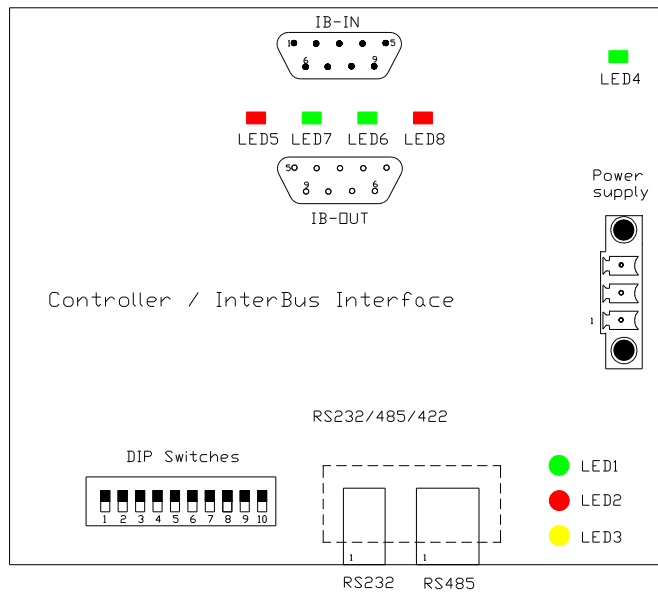 IB-IN
1 5
6 9
LED4
LED5 LED7 LED6 LED8
5
9 6
IB-OUT
Power
supply
Controller / InterBus Interface
1
RS232/485/422
DIP Switches
LED1
LED2
LED3
1 2 3 4 5 6 7 8 9 10
1 1
RS232 RS485